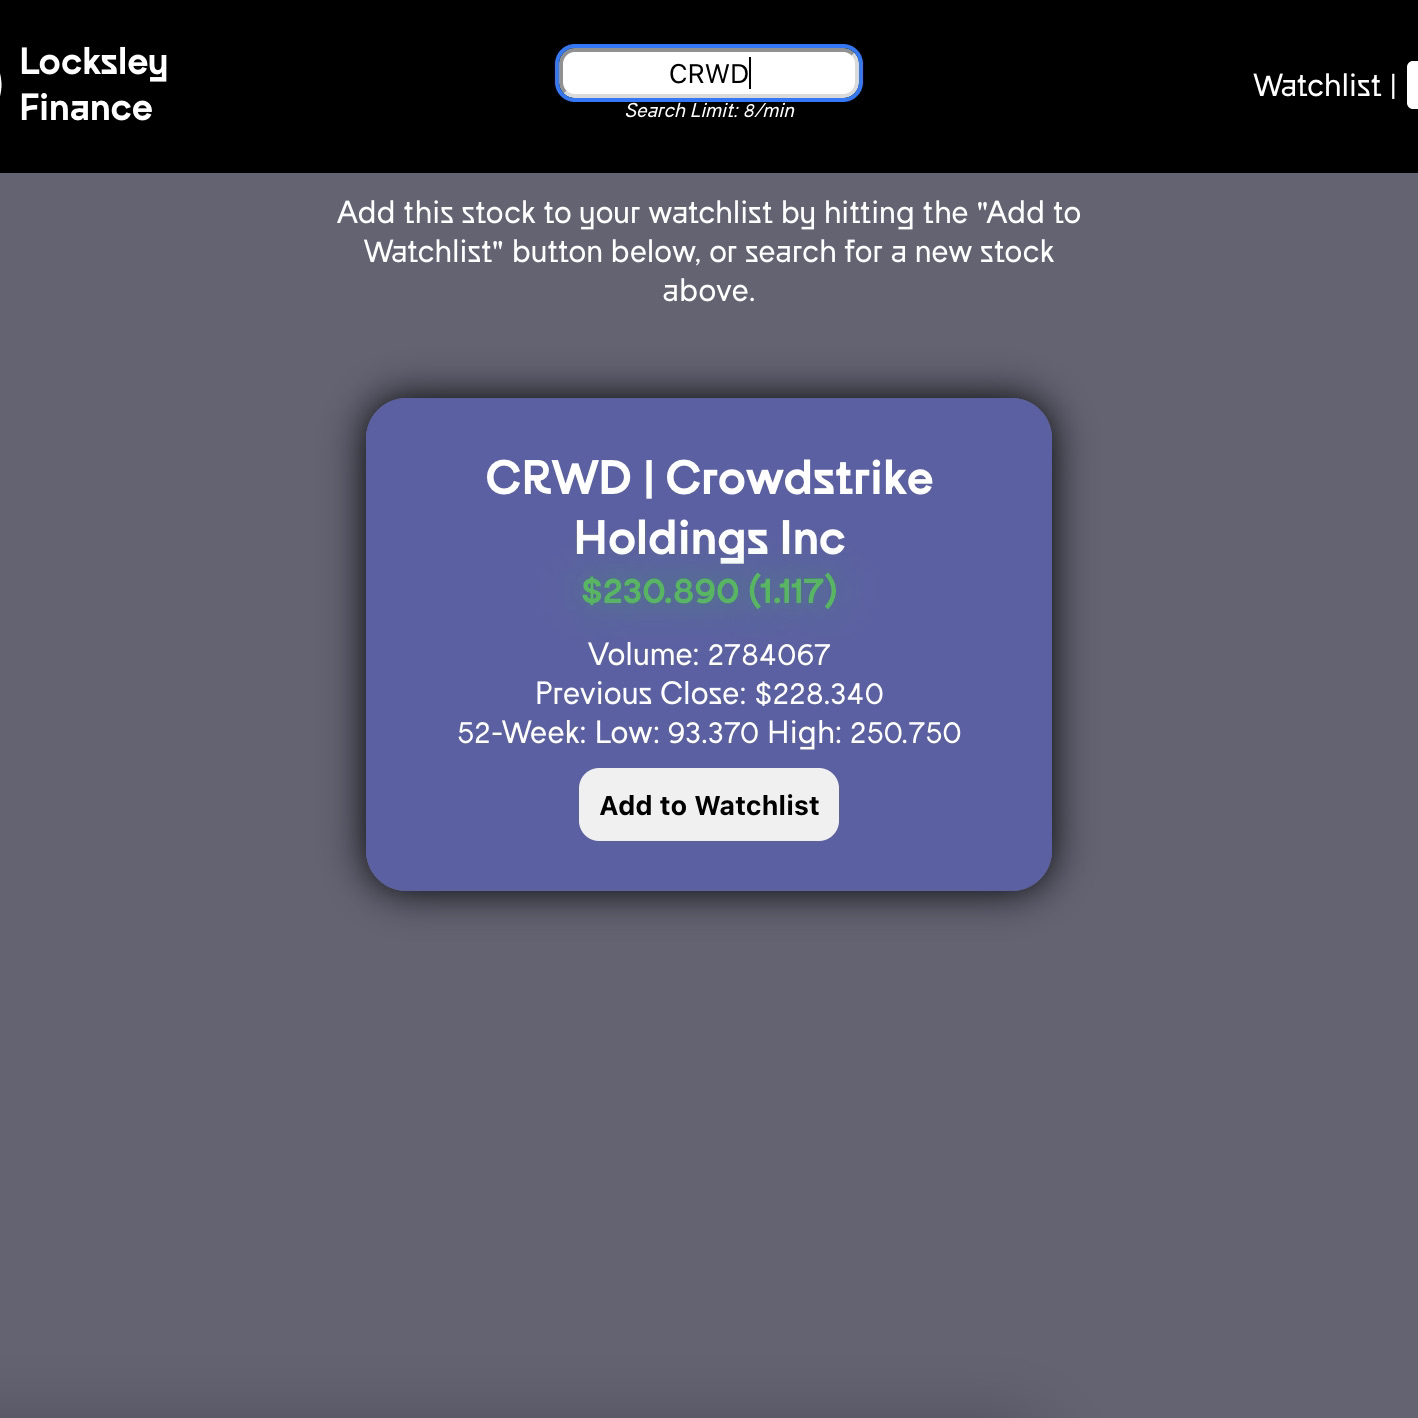 Locksley
Finance
CRWD
Search Limit: 8/min
Watchlist |
Add this stock to your watchlist by hitting the "Add to
Watchlist" button below, or search for a new stock
above.
CRWD | Crowdstrike
Holdings Inc
$230.890 (1.117)
Volume: 2784067
Previous Close: $228.340
52-Week: Low: 93.370 High: 250.750
Add to Watchlist